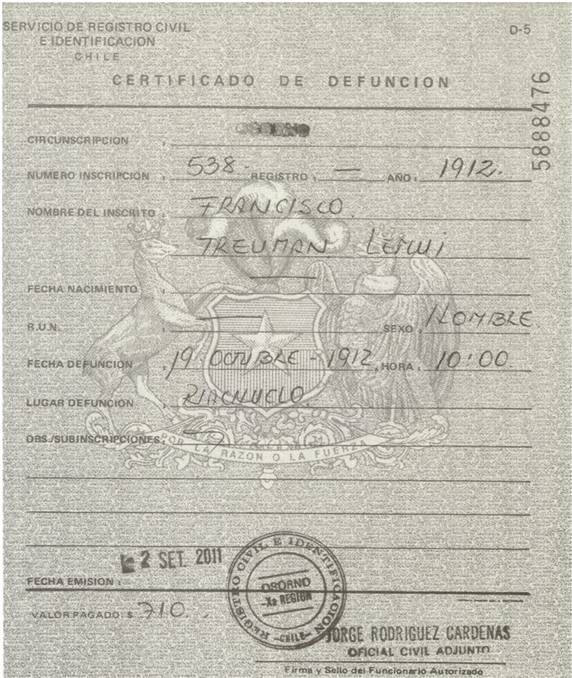 SERVICIO DE REGISTRO CIVIL
E IDENTIFICACION
CHILE
D-5
CERTIFICADO DE DEFUNCION
5888476
CIRCUNSCRIPCION : OSORNO
NUMERO INSCRIPCION : 538- REGISTRO : — AÑO : 1912.
NOMBRE DEL INSCRITO : FRANCISCO
TREUMAN LEMUI
FECHA NACIMIENTO : —
R.U.N. : — SEXO : HOMBRE.
FECHA DEFUNCION : 19 OCTUBRE - 1912, HORA : 10:00
LUGAR DEFUNCION : RIACHUELO
OBS./SUBINSCRIPCIONES :
POR LA RAZON O LA FUERZA
2 SET. 2011
FECHA EMISION :
VALOR PAGADO : $ 710.
REGISTRO CIVIL E IDENTIFICACION
OSORNO
-Xa REGION
-CHILE-
JORGE RODRIGUEZ CARDENAS
OFICIAL CIVIL ADJUNTO
Firma y Sello del Funcionario Autorizado